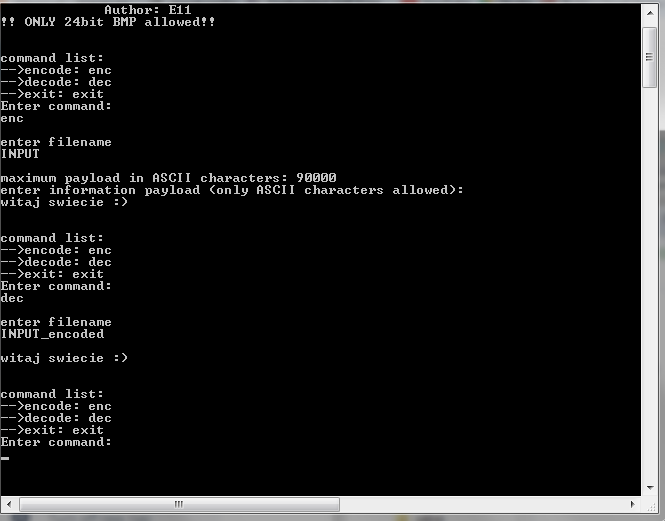 Author: E11
!! ONLY 24bit BMP allowed!!
command list:
-->encode: enc
-->decode: dec
-->exit: exit
Enter command:
enc
enter filename
INPUT
maximum payload in ASCII characters: 90000
enter information payload (only ASCII characters allowed):
witaj swiecie :)
command list:
-->encode: enc
-->decode: dec
-->exit: exit
Enter command:
dec
enter filename
INPUT_encoded
witaj swiecie :)
command list:
-->encode: enc
-->decode: dec
-->exit: exit
Enter command: